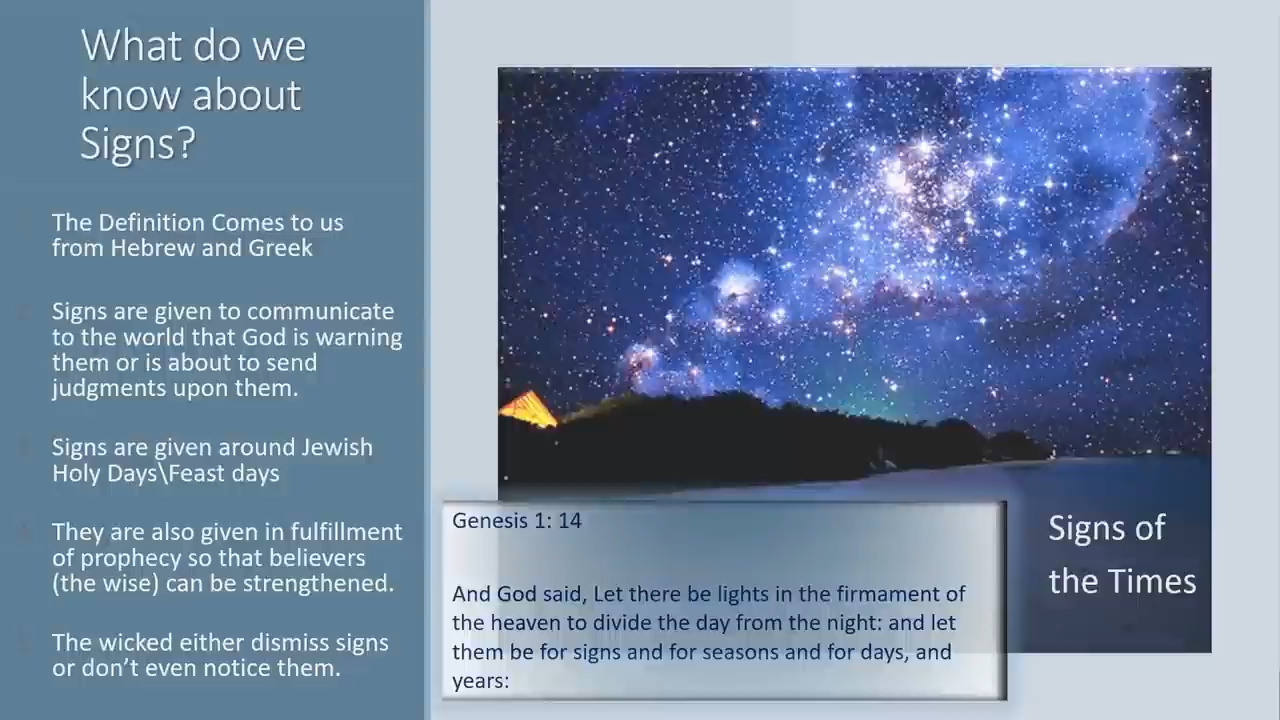 What do we
know about
Signs?
The Definition Comes to us
from Hebrew and Greek
Signs are given to communicate
to the world that God is warning
them or is about to send
judgments upon them.
Signs are given around Jewish
Holy Days\Feast days
They are also given in fulfillment
of prophecy so that believers
(the wise) can be strengthened.
The wicked either dismiss signs
or don’t even notice them.
Genesis 1: 14
And God said, Let there be lights in the firmament of
the heaven to divide the day from the night: and let
them be for signs and for seasons and for days, and
years:
Signs of
the Times